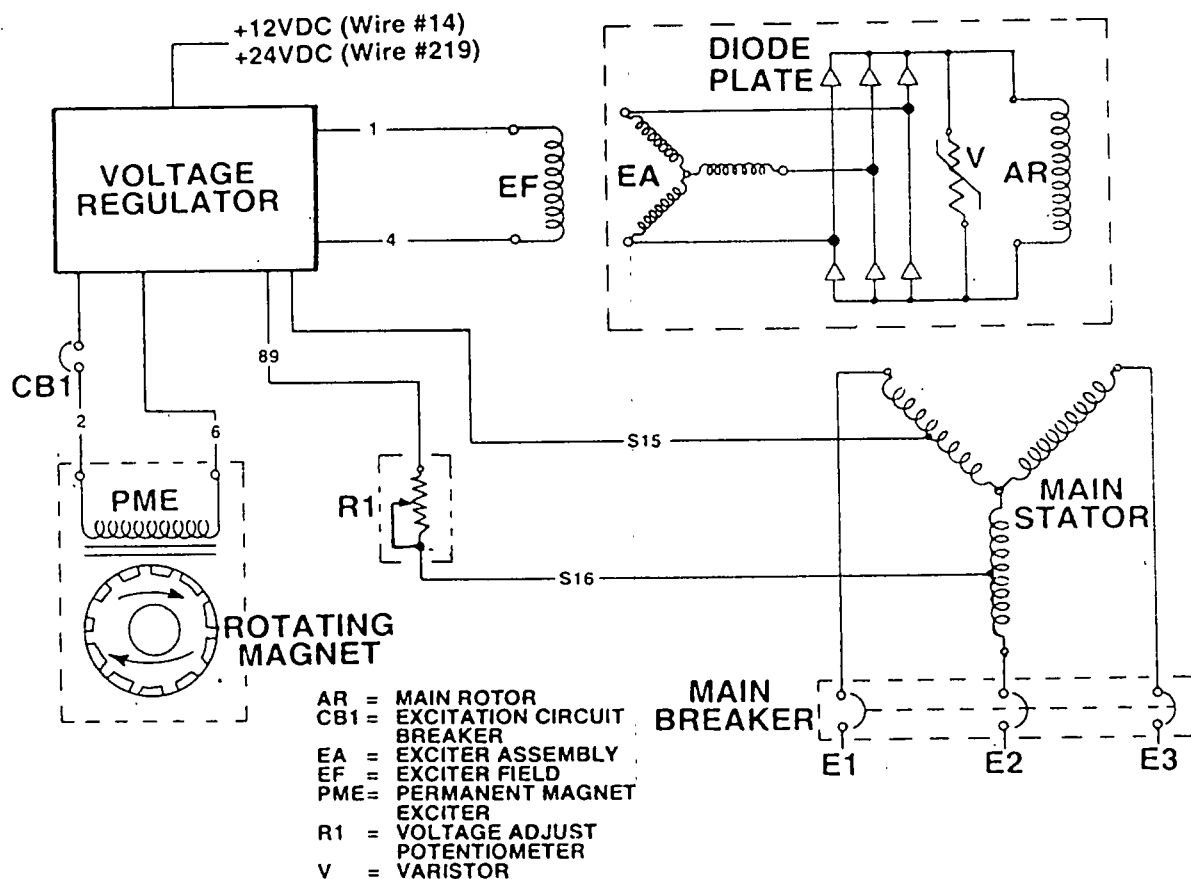 +12VDC (Wire #14)
+24VDC (Wire #219)
VOLTAGE
REGULATOR
1
4
EF
DIODE
PLATE
EA
V
AR
CB1
2
6
89
S15
S16
PME
R1
ROTATING
MAGNET
MAIN
STATOR
MAIN
BREAKER
E1
E2
E3
AR = MAIN ROTOR
CB1 = EXCITATION CIRCUIT
BREAKER
EA = EXCITER ASSEMBLY
EF = EXCITER FIELD
PME = PERMANENT MAGNET
EXCITER
R1 = VOLTAGE ADJUST
POTENTIOMETER
V = VARISTOR